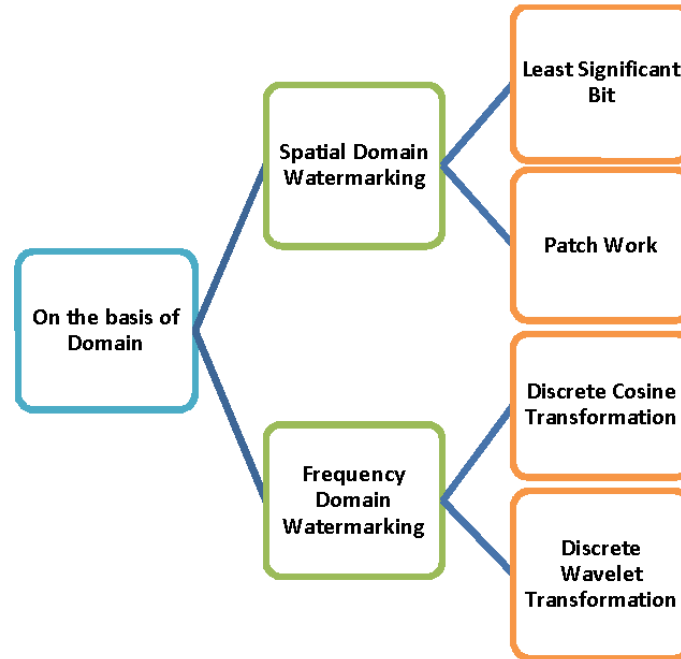 Least Significant
Bit
Spatial Domain
Watermarking
Patch Work
On the basis of
Domain
Discrete Cosine
Transformation
Frequency
Domain
Watermarking
Discrete
Wavelet
Transformation